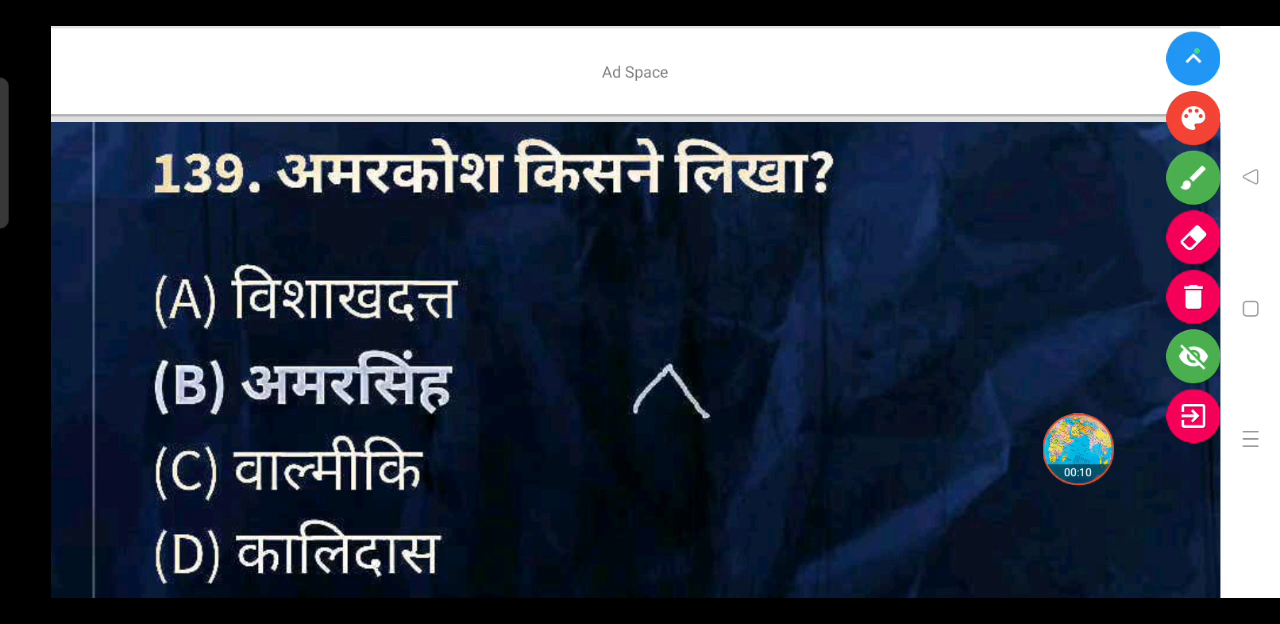 Ad Space
139. अमरकोश किसने लिखा?
(A) विशाखदत्त
(B) अमरसिंह
(C) वाल्मीकि
(D) कालिदास
00:10